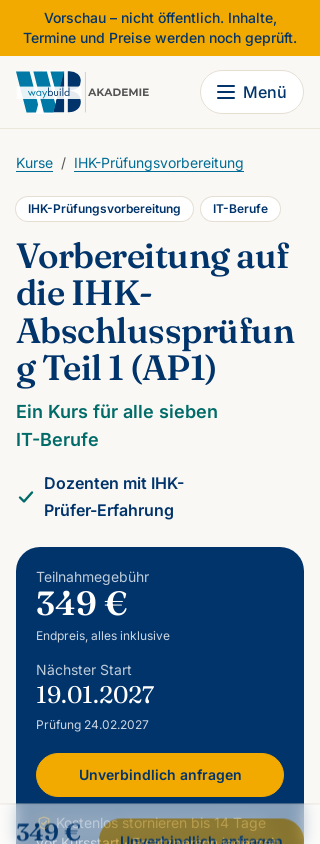 Vorschau – nicht öffentlich. Inhalte,
Termine und Preise werden noch geprüft.
waybuild
AKADEMIE
Menü
Kurse / IHK-Prüfungsvorbereitung
IHK-Prüfungsvorbereitung IT-Berufe
Vorbereitung auf
die IHK-
Abschlussprüfun
g Teil 1 (AP1)
Ein Kurs für alle sieben
IT-Berufe
Dozenten mit IHK-
Prüfer-Erfahrung
Teilnahmegebühr
349 €
Endpreis, alles inklusive
Nächster Start
19.01.2027
Prüfung 24.02.2027
Unverbindlich anfragen
Kostenlos stornieren bis 14 Tage
349 €
Unverbindlich anfragen
vor Kursstart